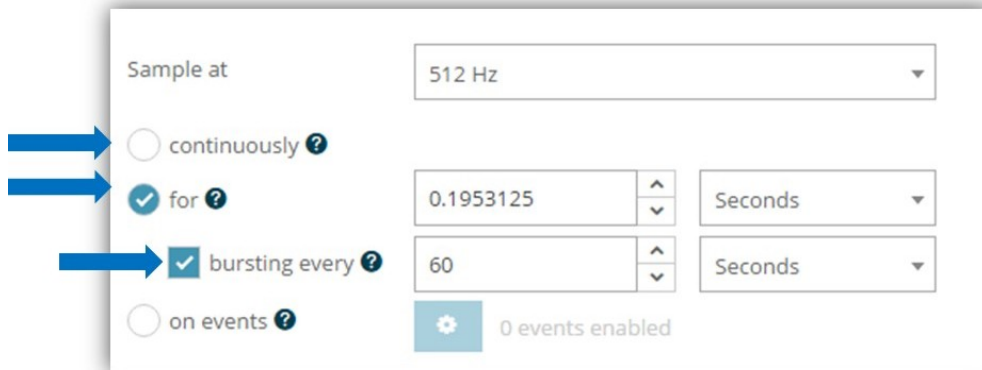 Sample at 512 Hz
continuously ?
for ? 0.1953125 Seconds
bursting every ? 60 Seconds
on events ? 0 events enabled